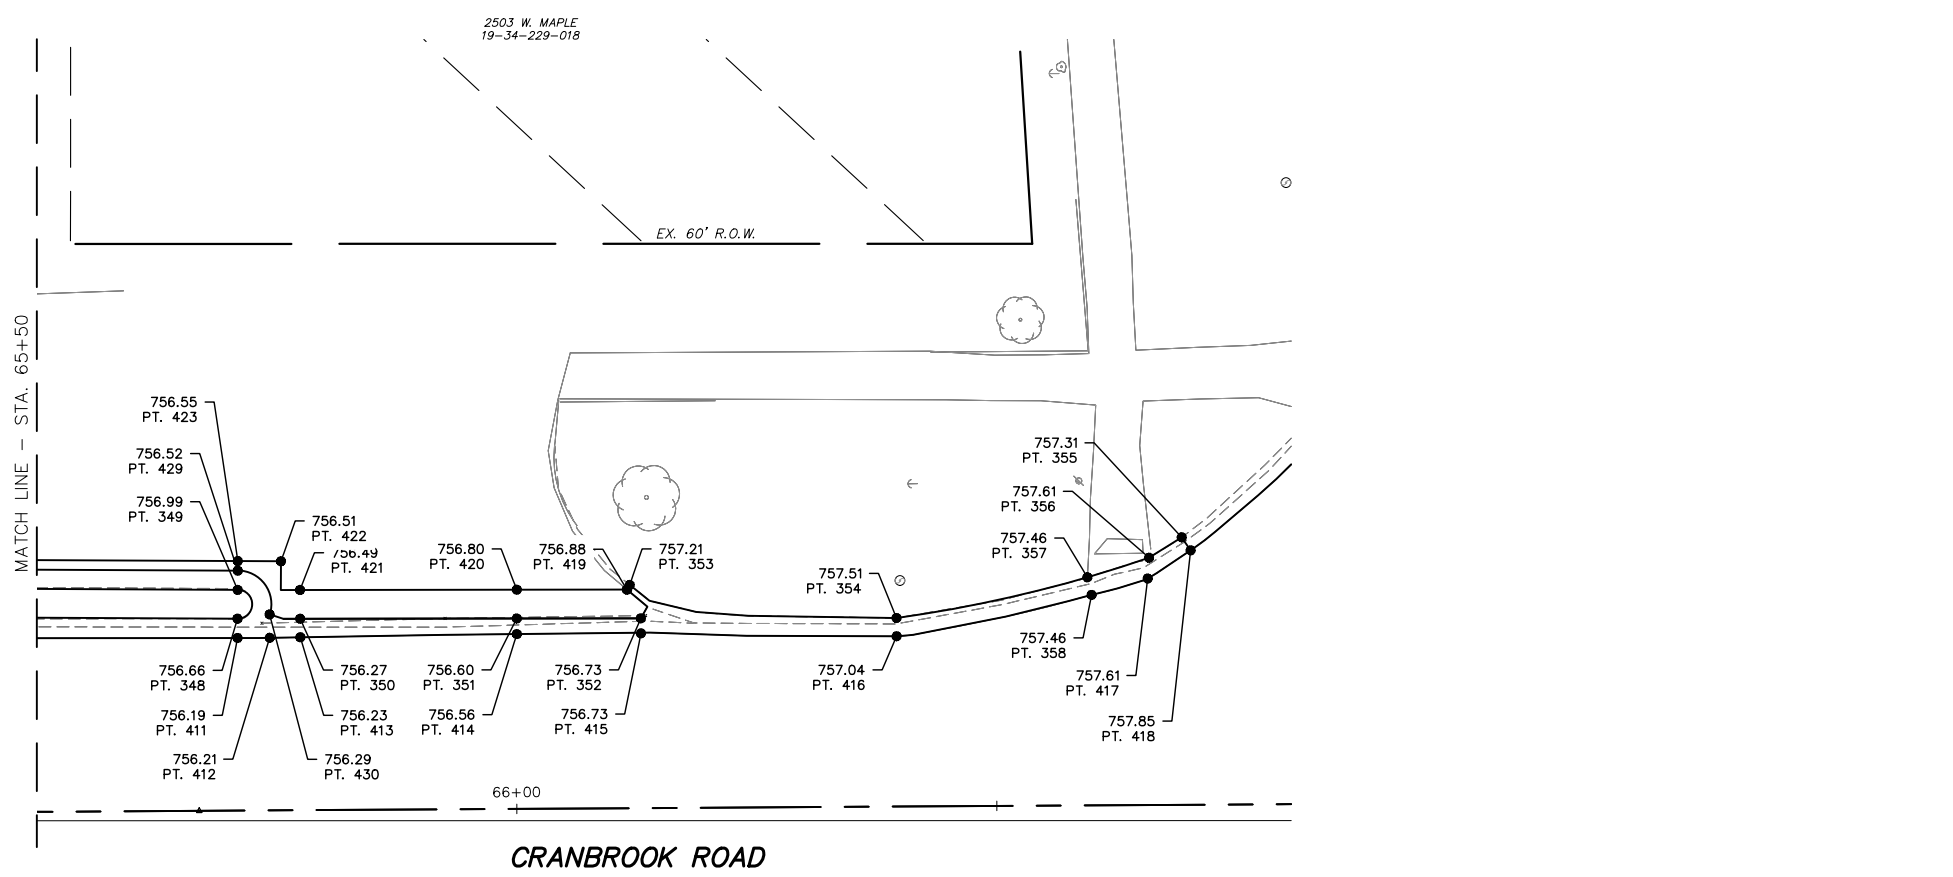 2503 W. MAPLE
19-34-229-018
EX. 60' R.O.W.
MATCH LINE - STA. 65+50
756.55
PT. 423
756.52
PT. 429
756.99
PT. 349
756.51
PT. 422
756.49
PT. 421
756.80
PT. 420
756.88
PT. 419
757.21
PT. 353
757.51
PT. 354
757.31
PT. 355
757.61
PT. 356
757.46
PT. 357
756.66
PT. 348
756.19
PT. 411
756.21
PT. 412
756.27
PT. 350
756.23
PT. 413
756.29
PT. 430
756.60
PT. 351
756.56
PT. 414
756.73
PT. 352
756.73
PT. 415
757.04
PT. 416
757.46
PT. 358
757.61
PT. 417
757.85
PT. 418
66+00
CRANBROOK ROAD